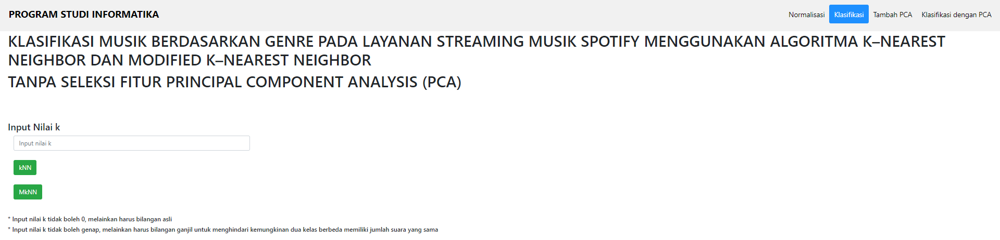 PROGRAM STUDI INFORMATIKA
Normalisasi Klasifikasi Tambah PCA Klasifikasi dengan PCA
KLASIFIKASI MUSIK BERDASARKAN GENRE PADA LAYANAN STREAMING MUSIK SPOTIFY MENGGUNAKAN ALGORITMA K–NEAREST
NEIGHBOR DAN MODIFIED K–NEAREST NEIGHBOR
TANPA SELEKSI FITUR PRINCIPAL COMPONENT ANALYSIS (PCA)
Input Nilai k
Input nilai k
kNN
MkNN
* Input nilai k tidak boleh 0, melainkan harus bilangan asli
* Input nilai k tidak boleh genap, melainkan harus bilangan ganjil untuk menghindari kemungkinan dua kelas berbeda memiliki jumlah suara yang sama